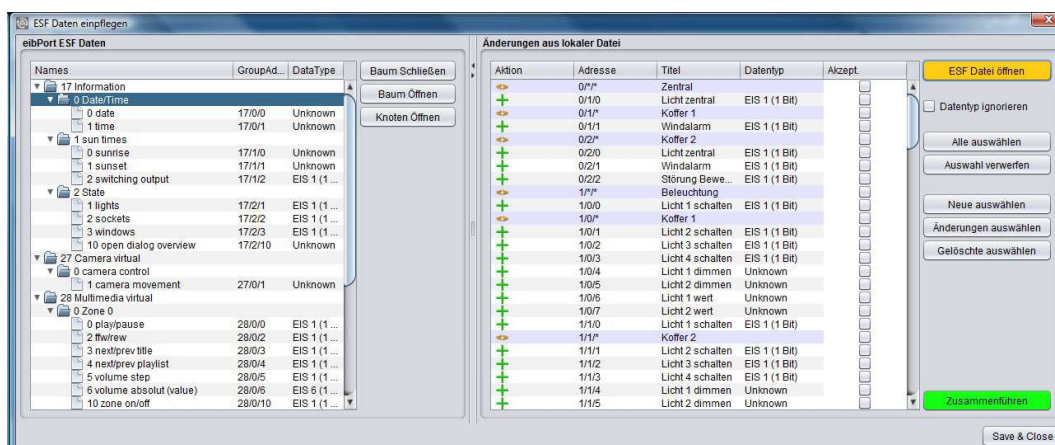 ESF Daten einpflegen
eibPort ESF Daten
Names GroupAd... DataType
17 Information
0 Date/Time
0 date 17/0/0 Unknown
1 time 17/0/1 Unknown
1 sun times
0 sunrise 17/1/0 Unknown
1 sunset 17/1/1 Unknown
2 switching output 17/1/2 EIS 1 (1 ...
2 State
1 lights 17/2/1 EIS 1 (1 ...
2 sockets 17/2/2 EIS 1 (1 ...
3 windows 17/2/3 EIS 1 (1 ...
10 open dialog overview 17/2/10 Unknown
27 Camera virtual
0 camera control
1 camera movement 27/0/1 Unknown
28 Multimedia virtual
0 Zone 0
0 play/pause 28/0/0 EIS 1 (1 ...
2 ffw/rew 28/0/2 EIS 1 (1 ...
3 next/prev title 28/0/3 EIS 1 (1 ...
4 next/prev playlist 28/0/4 EIS 1 (1 ...
5 volume step 28/0/5 EIS 1 (1 ...
6 volume absolut (value) 28/0/6 EIS 6 (1 ...
10 zone on/off 28/0/10 EIS 1 (1 ...
Baum Schließen
Baum Öffnen
Knoten Öffnen
Änderungen aus lokaler Datei
Aktion Adresse Titel Datentyp Akzept.
0/*/* Zentral
0/1/0 Licht zentral EIS 1 (1 Bit)
0/1/* Koffer 1
0/1/1 Windalarm EIS 1 (1 Bit)
0/2/* Koffer 2
0/2/0 Licht zentral EIS 1 (1 Bit)
0/2/1 Windalarm EIS 1 (1 Bit)
0/2/2 Störung Bewe... EIS 1 (1 Bit)
1/*/* Beleuchtung
1/0/0 Licht 1 schalten EIS 1 (1 Bit)
1/0/* Koffer 1
1/0/1 Licht 2 schalten EIS 1 (1 Bit)
1/0/2 Licht 3 schalten EIS 1 (1 Bit)
1/0/3 Licht 4 schalten EIS 1 (1 Bit)
1/0/4 Licht 1 dimmen Unknown
1/0/5 Licht 2 dimmen Unknown
1/0/6 Licht 1 wert Unknown
1/0/7 Licht 2 wert Unknown
1/1/0 Licht 1 schalten EIS 1 (1 Bit)
1/1/* Koffer 2
1/1/1 Licht 2 schalten EIS 1 (1 Bit)
1/1/2 Licht 3 schalten EIS 1 (1 Bit)
1/1/3 Licht 4 schalten EIS 1 (1 Bit)
1/1/4 Licht 1 dimmen Unknown
1/1/5 Licht 2 dimmen Unknown
ESF Datei öffnen
Datentyp ignorieren
Alle auswählen
Auswahl verwerfen
Neue auswählen
Änderungen auswählen
Gelöschte auswählen
Zusammenführen
Save & Close